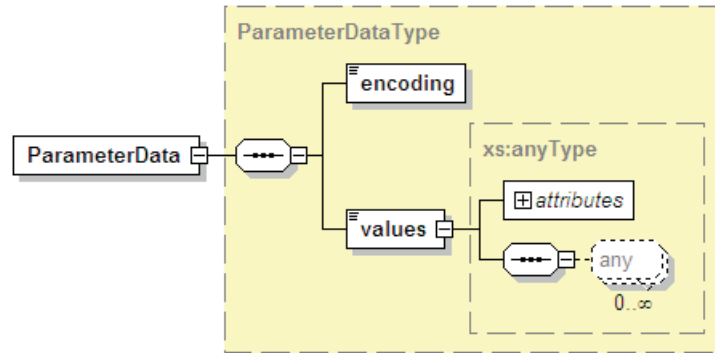 ParameterDataType
encoding
ParameterData
xs:anyType
attributes
values
any
0..∞